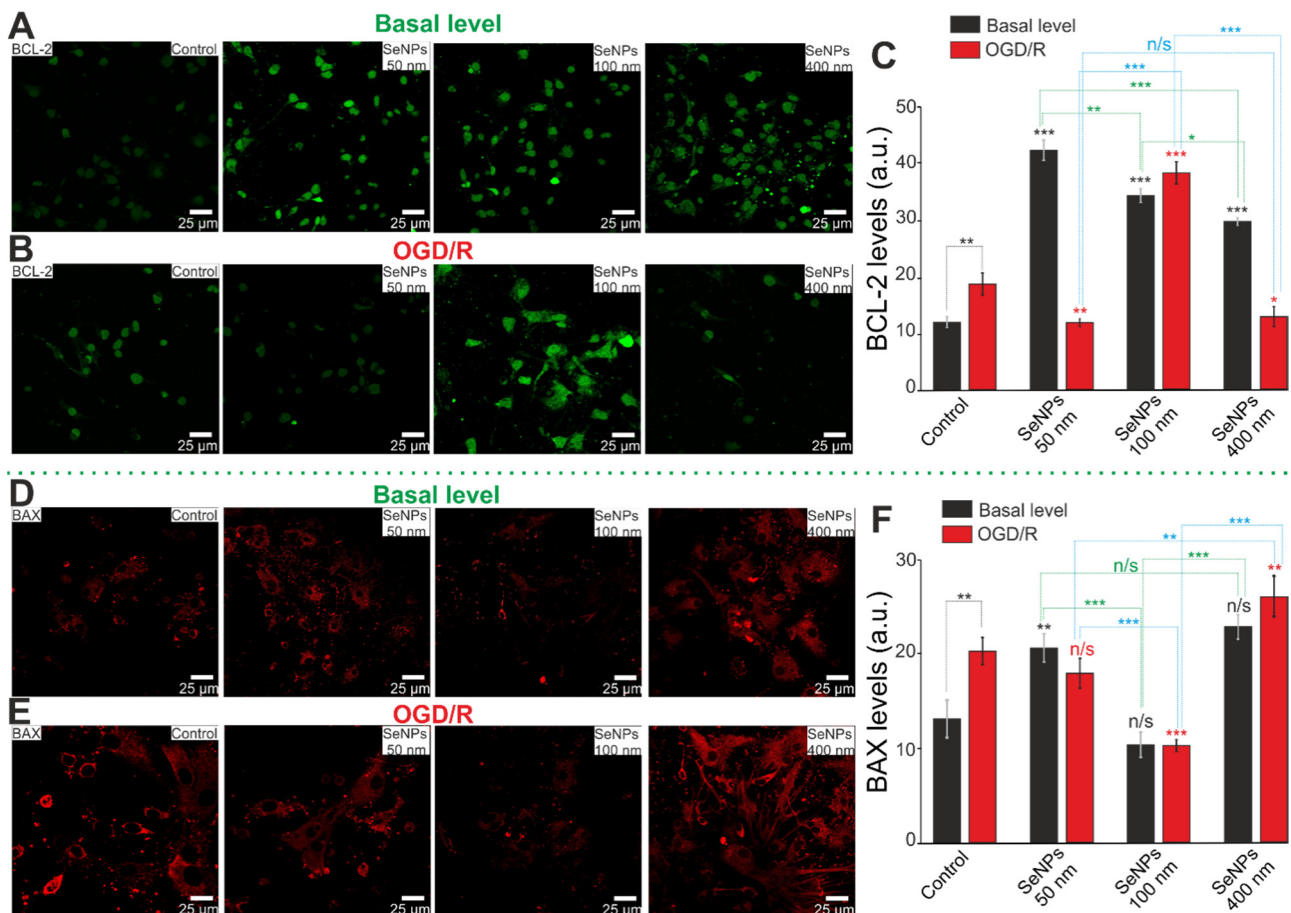 A
Basal level
BCL-2
Control
SeNPs
50 nm
SeNPs
100 nm
SeNPs
400 nm
25 µm
25 µm
25 µm
25 µm
B
OGD/R
BCL-2
Control
SeNPs
50 nm
SeNPs
100 nm
SeNPs
400 nm
25 µm
25 µm
25 µm
25 µm
C
Basal level
OGD/R
***
n/s
***
***
**
*
***
***
***
***
**
**
*
BCL-2 levels (a.u.)
50
40
30
20
10
0
Control
SeNPs
50 nm
SeNPs
100 nm
SeNPs
400 nm
D
Basal level
BAX
Control
SeNPs
50 nm
SeNPs
100 nm
SeNPs
400 nm
25 µm
25 µm
25 µm
25 µm
E
OGD/R
BAX
Control
SeNPs
50 nm
SeNPs
100 nm
SeNPs
400 nm
25 µm
25 µm
25 µm
25 µm
F
Basal level
OGD/R
***
**
***
n/s
***
***
**
**
**
n/s
n/s
n/s
***
BAX levels (a.u.)
30
20
10
0
Control
SeNPs
50 nm
SeNPs
100 nm
SeNPs
400 nm